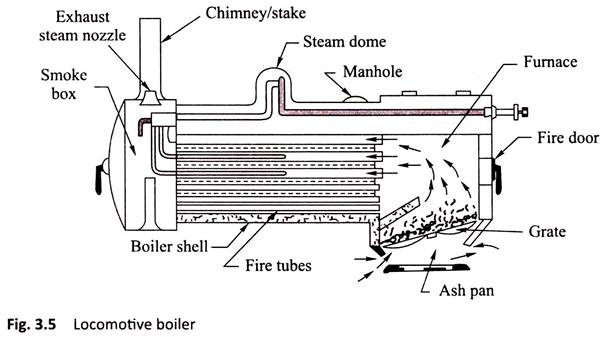 Exhaust
steam nozzle
Chimney/stake
Steam dome
Smoke
box
Manhole
Furnace
Fire door
Grate
Boiler shell
Fire tubes
Ash pan
Fig. 3.5 Locomotive boiler